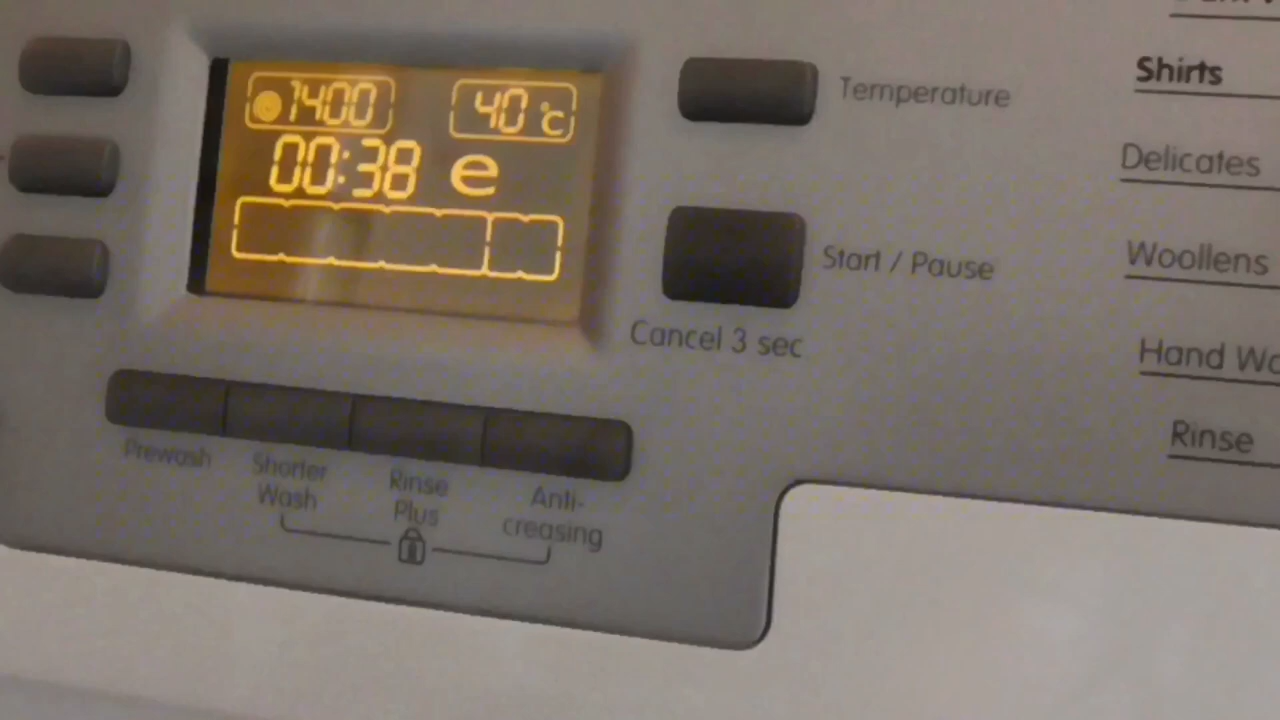 1400 40 °C
00:38 e
Temperature
Start / Pause
Cancel 3 sec
Prewash
Shorter
Wash
Rinse
Plus
Anti-
creasing
Shirts
Delicates
Woollens
Hand
Rinse